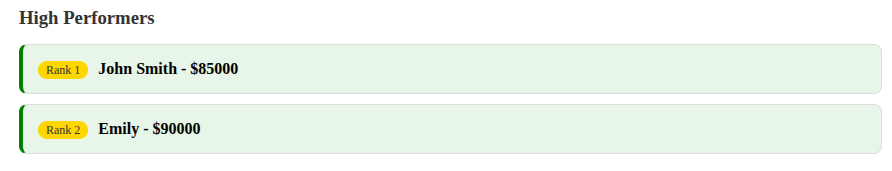 High Performers
Rank 1 John Smith - $85000
Rank 2 Emily - $90000